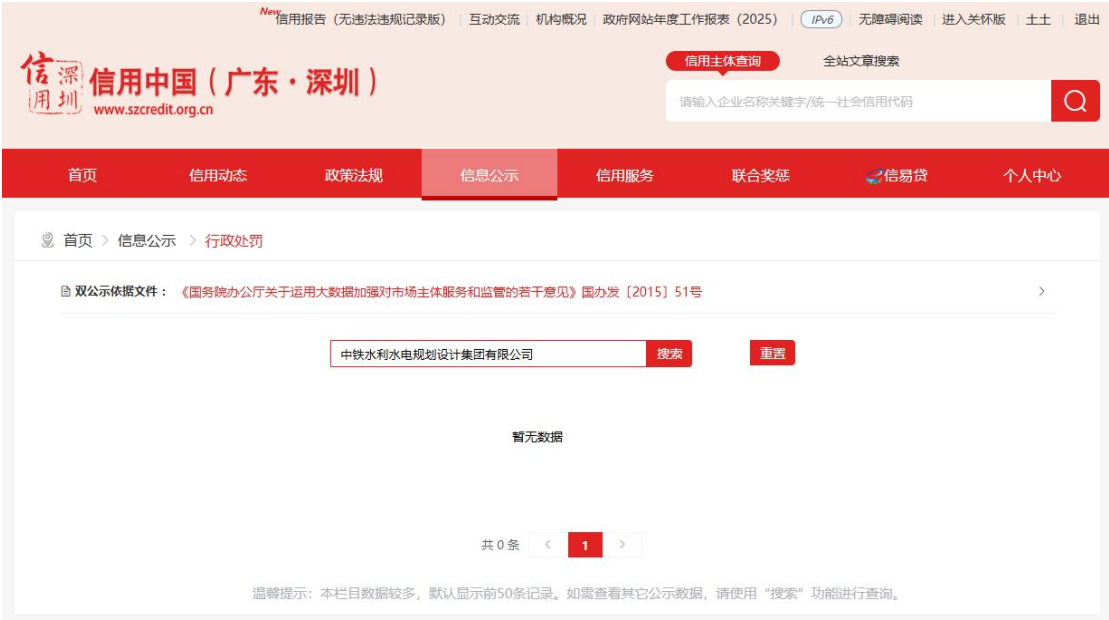 New信用报告（无违法违规记录版） 互动交流 机构概况 政府网站年度工作报表（2025） IPv6 无障碍阅读 进入关怀版 土土 退出
信用深圳 信用中国（广东·深圳）
www.szcredit.org.cn
信用主体查询 全站文章搜索
请输入企业名称关键字/统一社会信用代码
首页 信用动态 政策法规 信息公示 信用服务 联合奖惩 信易贷 个人中心
首页 > 信息公示 > 行政处罚
双公示依据文件： 《国务院办公厅关于运用大数据加强对市场主体服务和监管的若干意见》国办发〔2015〕51号 >
中铁水利水电规划设计集团有限公司 搜索 重置
暂无数据
共 0 条 < 1 >
温馨提示：本栏目数据较多，默认显示前50条记录。如需查看其它公示数据，请使用“搜索”功能进行查询。